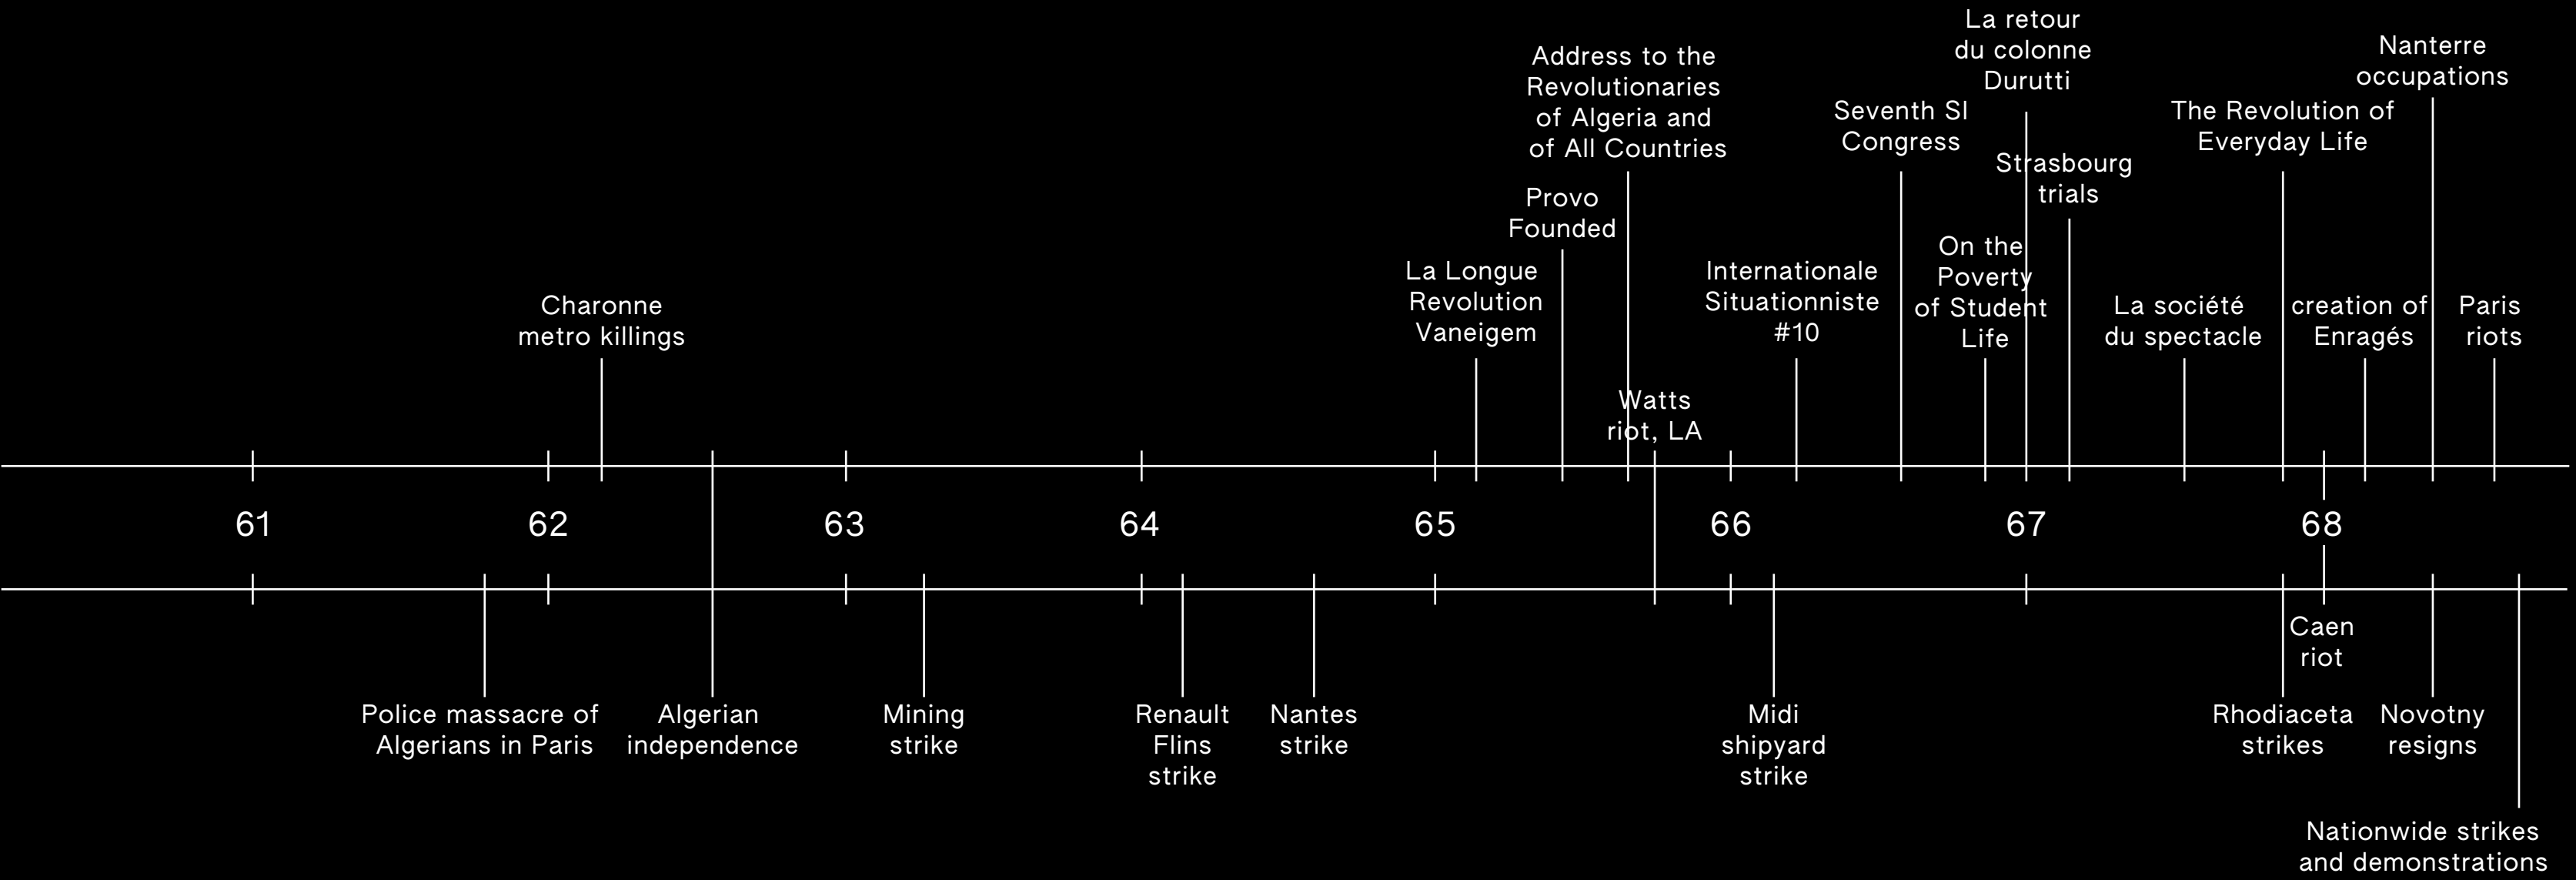 La retour
du colonne
Durutti
Nanterre
occupations
Address to the
Revolutionaries
of Algeria and
of All Countries
Seventh SI
Congress
The Revolution of
Everyday Life
Strasbourg
trials
Provo
Founded
On the
Poverty
of Student
Life
La Longue
Revolution
Vaneigem
Internationale
Situationniste
#10
Charonne
metro killings
La société
du spectacle
creation of
Enragés
Paris
riots
Watts
riot, LA
61
62
63
64
65
66
67
68
Caen
riot
Police massacre of
Algerians in Paris
Algerian
independence
Mining
strike
Renault
Flins
strike
Nantes
strike
Midi
shipyard
strike
Rhodiaceta
strikes
Novotny
resigns
Nationwide strikes
and demonstrations